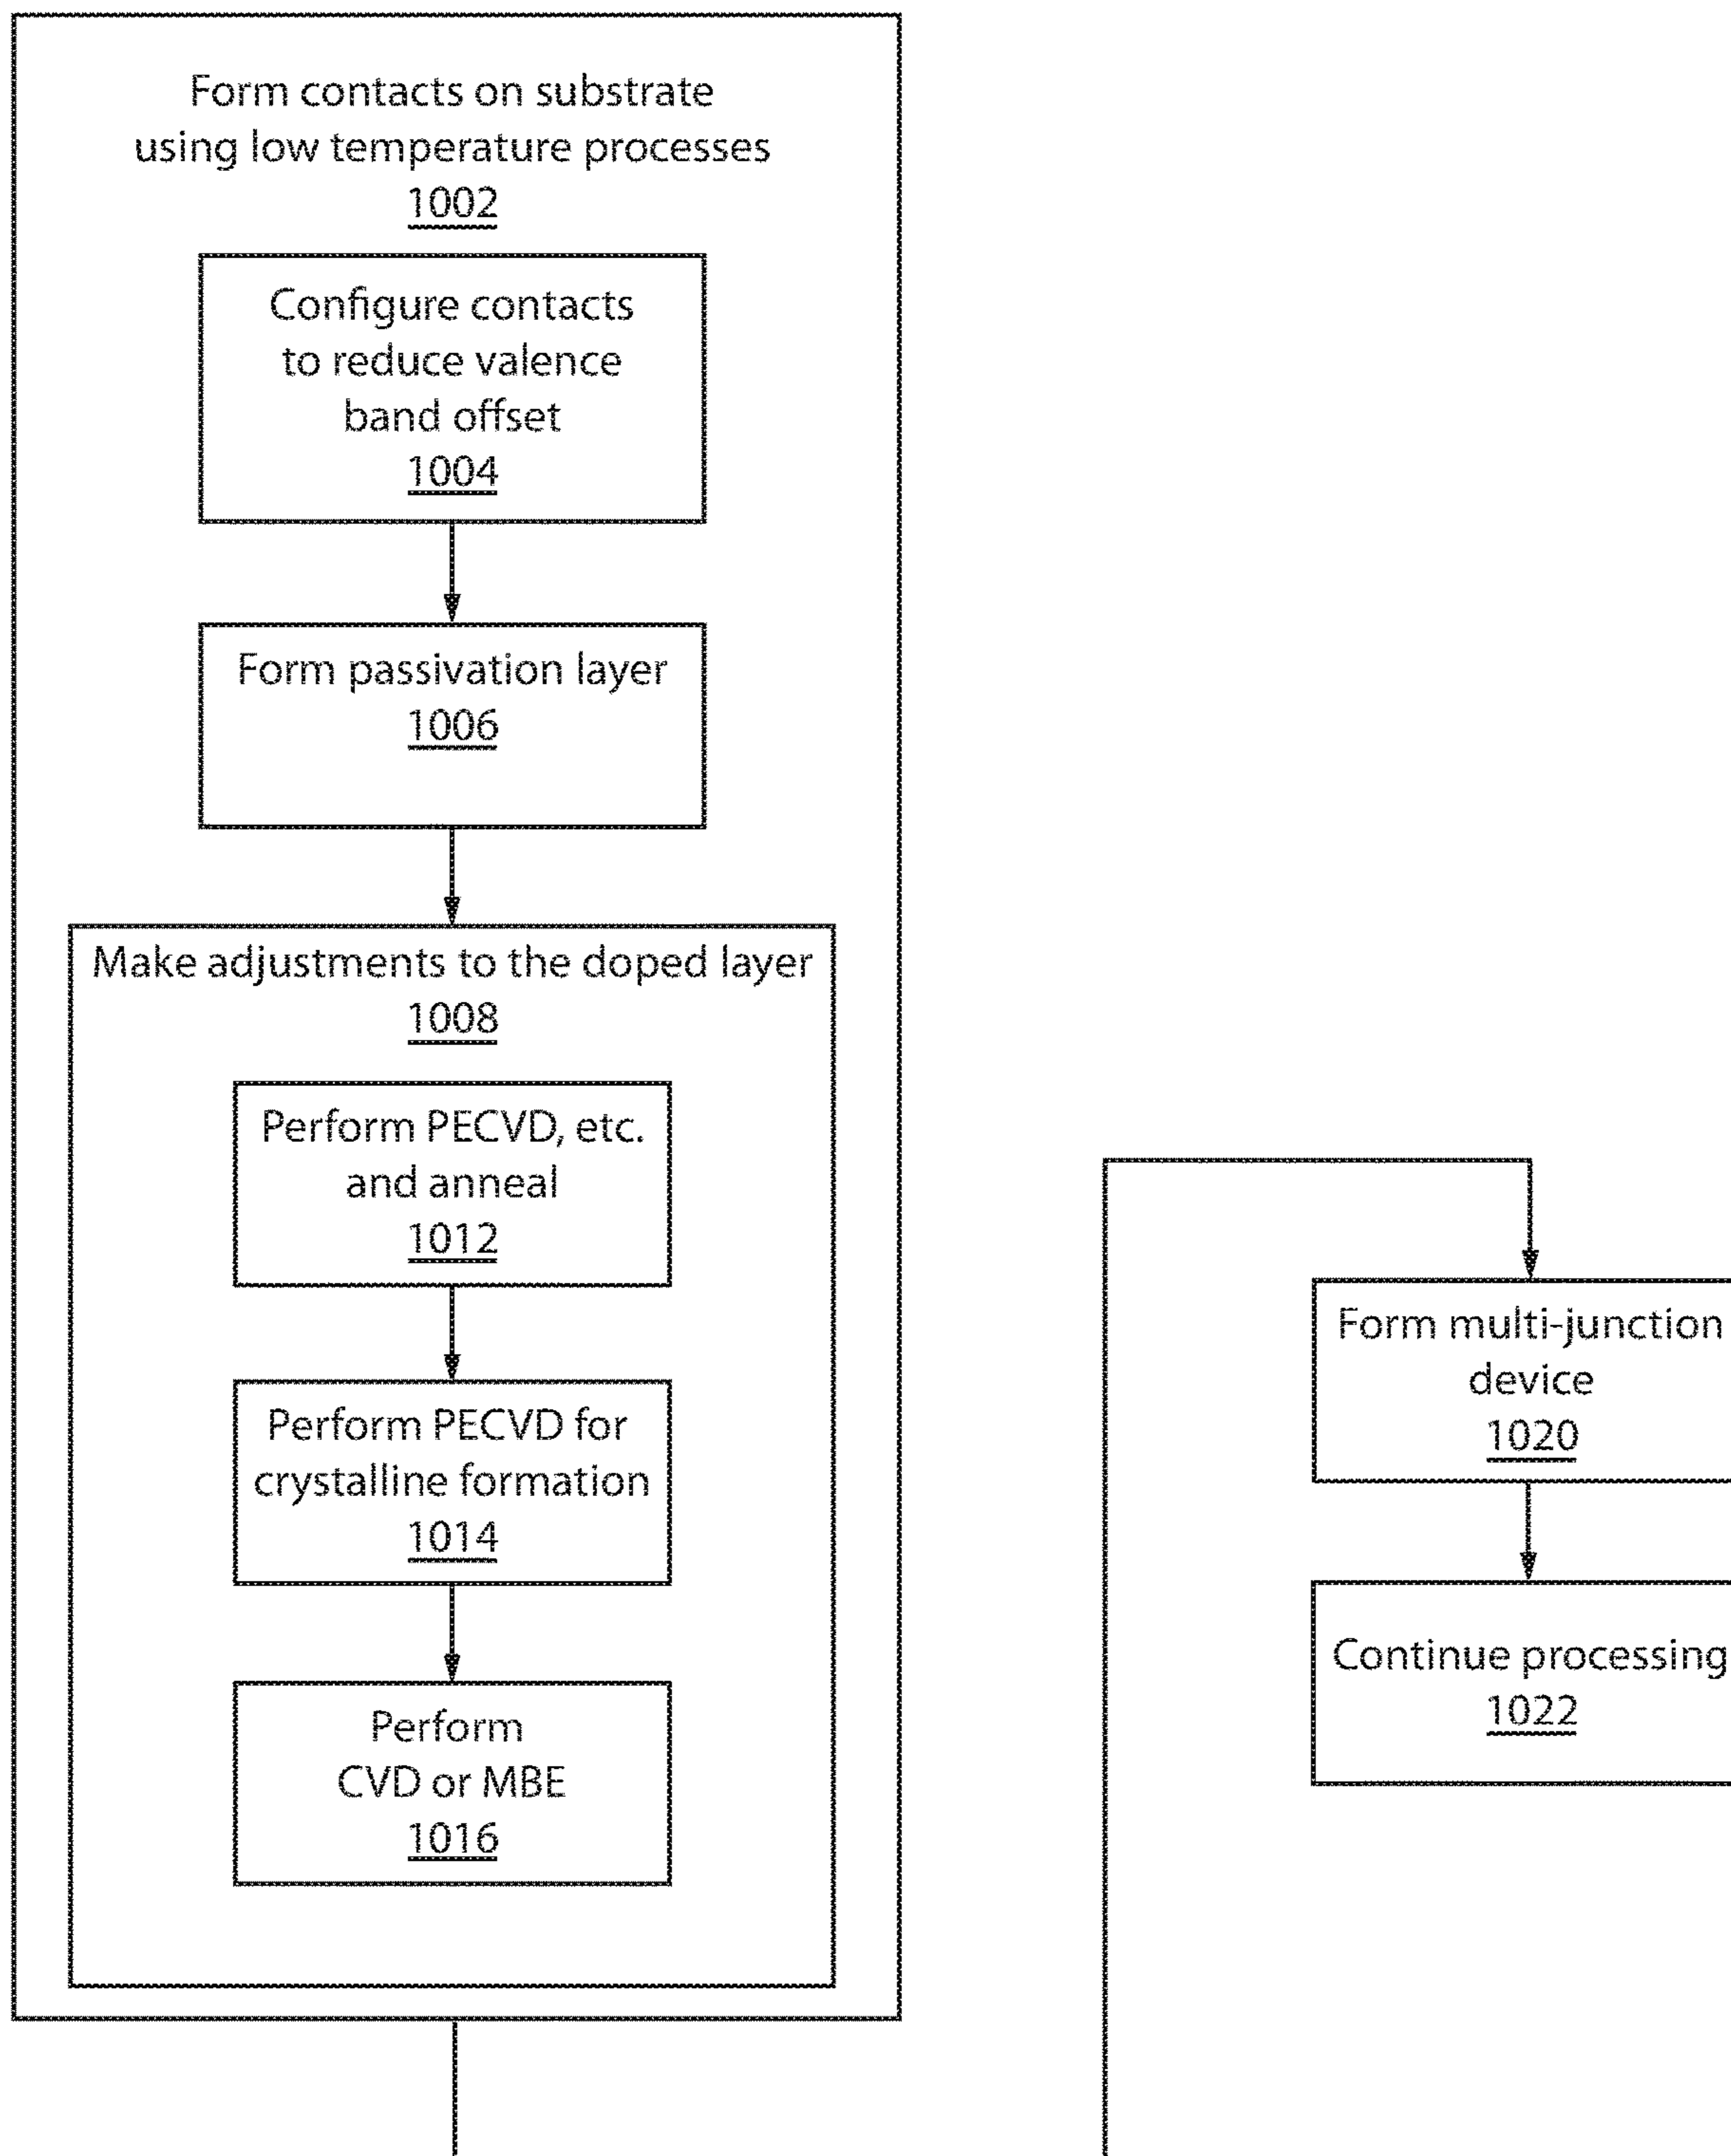 Form contacts on substrate
using low temperature processes
1002
Configure contacts
to reduce valence
band offset
1004
Form passivation layer
1006
Make adjustments to the doped layer
1008
Perform PECVD, etc.
and anneal
1012
Perform PECVD for
crystalline formation
1014
Perform
CVD or MBE
1016
Form multi-junction
device
1020
Continue processing
1022